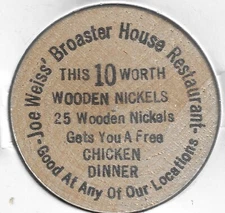 -Joe Weiss' Broaster House Restaurant-
THIS 10 WORTH
WOODEN NICKELS
25 Wooden Nickels
Gets You A Free
CHICKEN
DINNER
Good At Any Of Our Locations